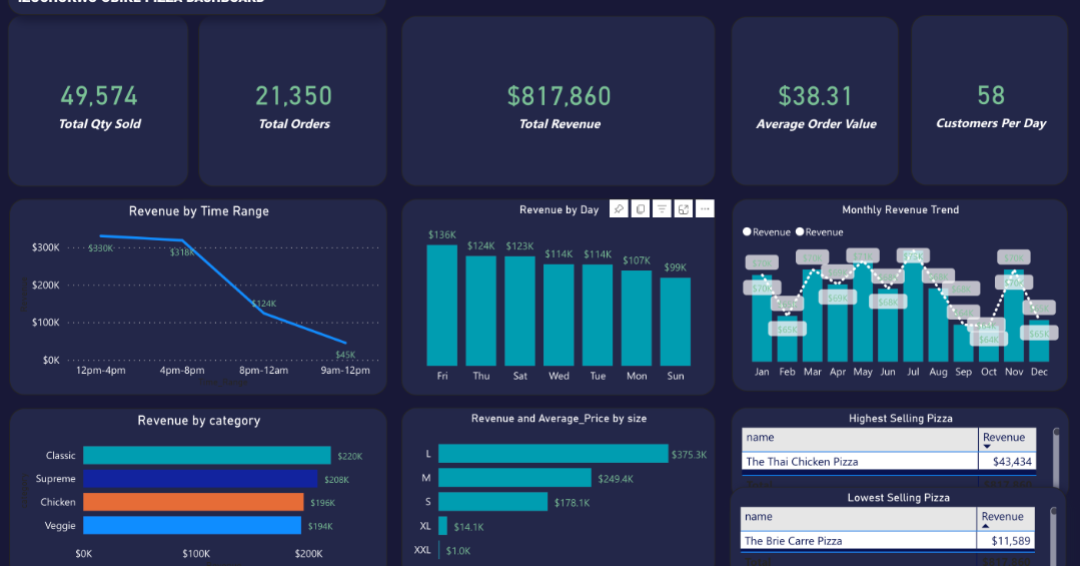 49,574
Total Qty Sold
21,350
Total Orders
$817,860
Total Revenue
$38.31
Average Order Value
58
Customers Per Day
Revenue by Time Range
$300K
$200K
$100K
$0K
$330K
$318K
$124K
$45K
12pm-4pm
4pm-8pm
8pm-12am
9am-12pm
Revenue by Day
$136K
$124K
$123K
$114K
$114K
$107K
$99K
Fri
Thu
Sat
Wed
Tue
Mon
Sun
Monthly Revenue Trend
Revenue
Revenue
$70K
$65K
$69K
$68K
$64K
$70K
$65K
Jan
Feb
Mar
Apr
May
Jun
Jul
Aug
Sep
Oct
Nov
Dec
Revenue by category
Classic
$220K
Supreme
$208K
Chicken
$196K
Veggie
$194K
$0K
$100K
$200K
Revenue and Average_Price by size
L
$375.3K
M
$249.4K
S
$178.1K
XL
$14.1K
XXL
$1.0K
Highest Selling Pizza
name
Revenue
The Thai Chicken Pizza
$43,434
Lowest Selling Pizza
name
Revenue
The Brie Carre Pizza
$11,589